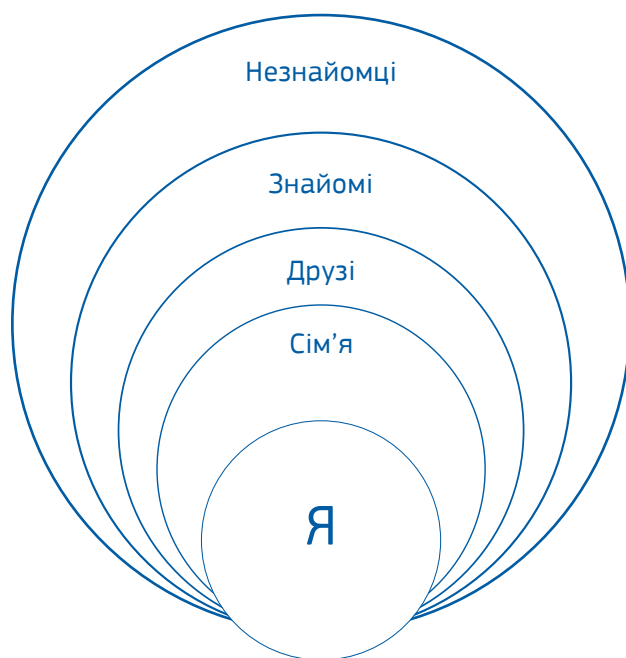 Незнайомці
Знайомі
Друзі
Сім’я
Я